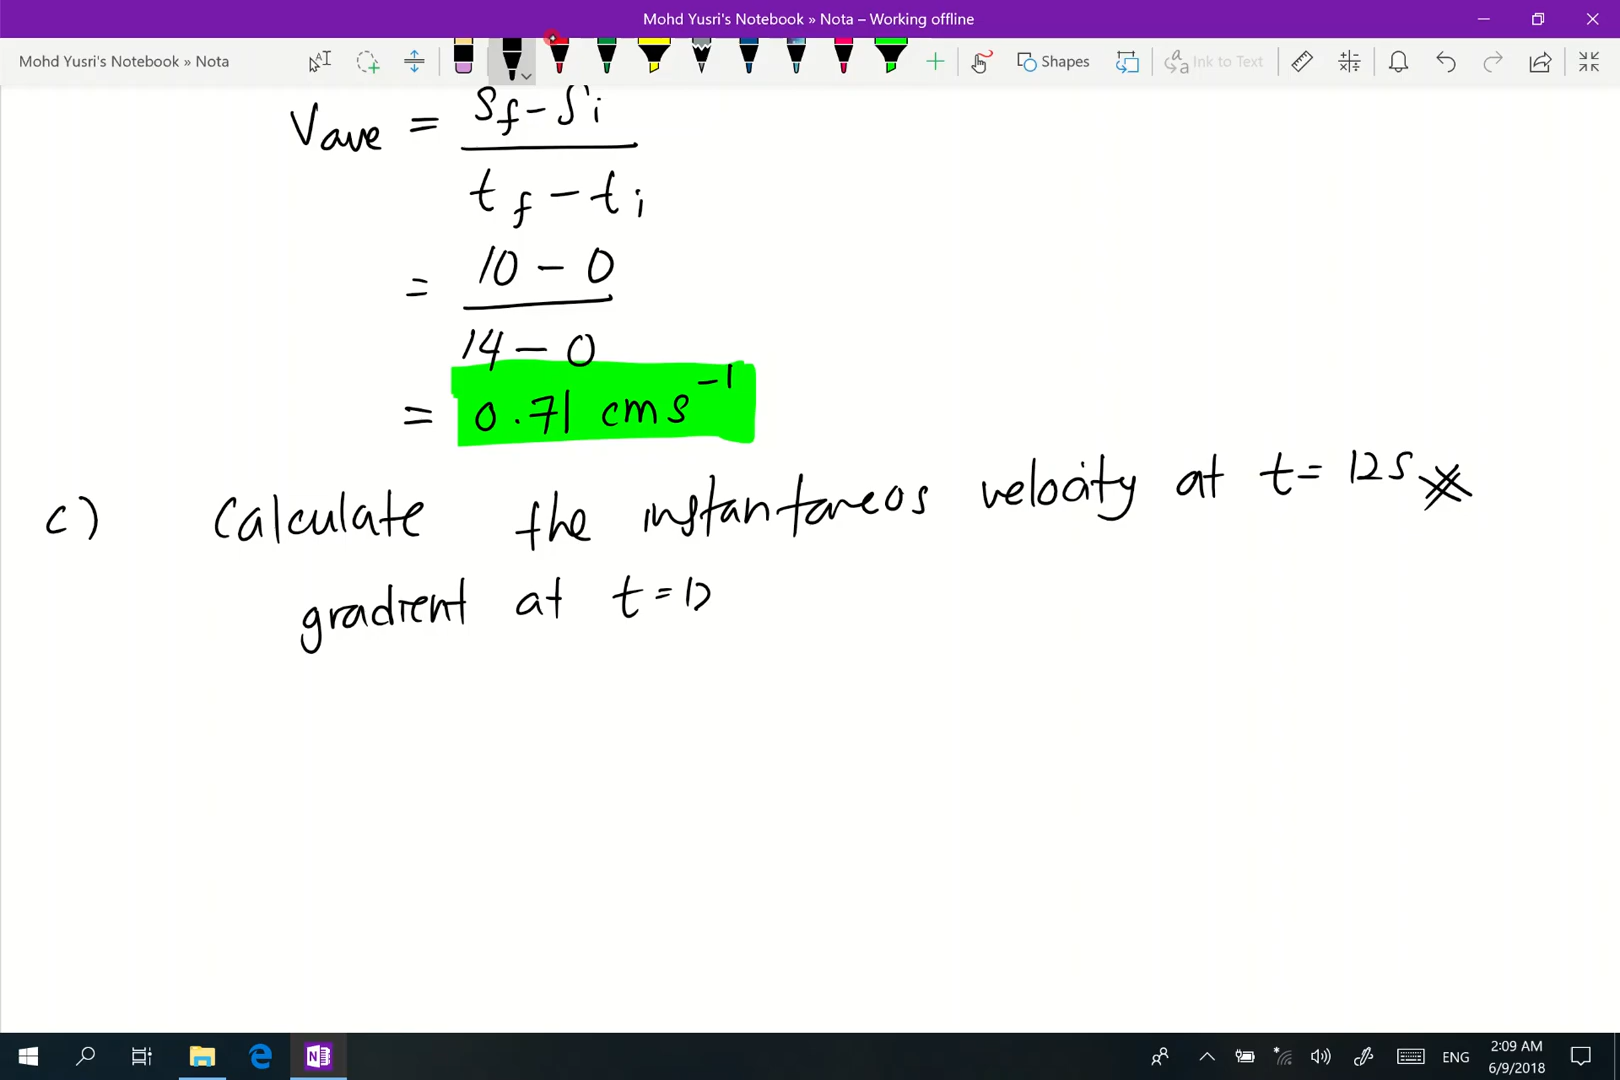 Mohd Yusri's Notebook » Nota – Working offline
Mohd Yusri's Notebook » Nota
Shapes
Ink to Text
Vave = Sf - Si
tf - ti
= 10 - 0
14 - 0
= 0.71 cms⁻¹
c) Calculate the instantaneos velocity at t = 12s
gradient at t = 12
ENG
2:09 AM
6/9/2018